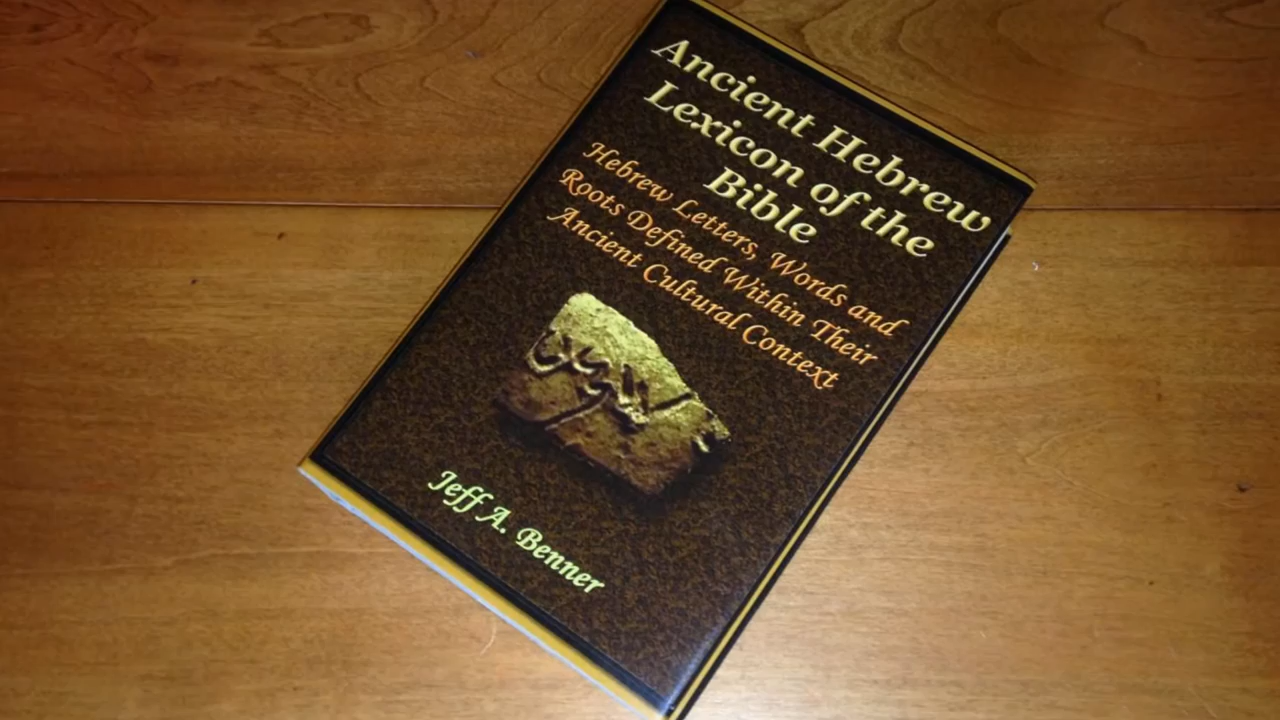 Ancient Hebrew
Lexicon of the
Bible
Hebrew Letters, Words and
Roots Defined Within Their
Ancient Cultural Context
Jeff A. Benner